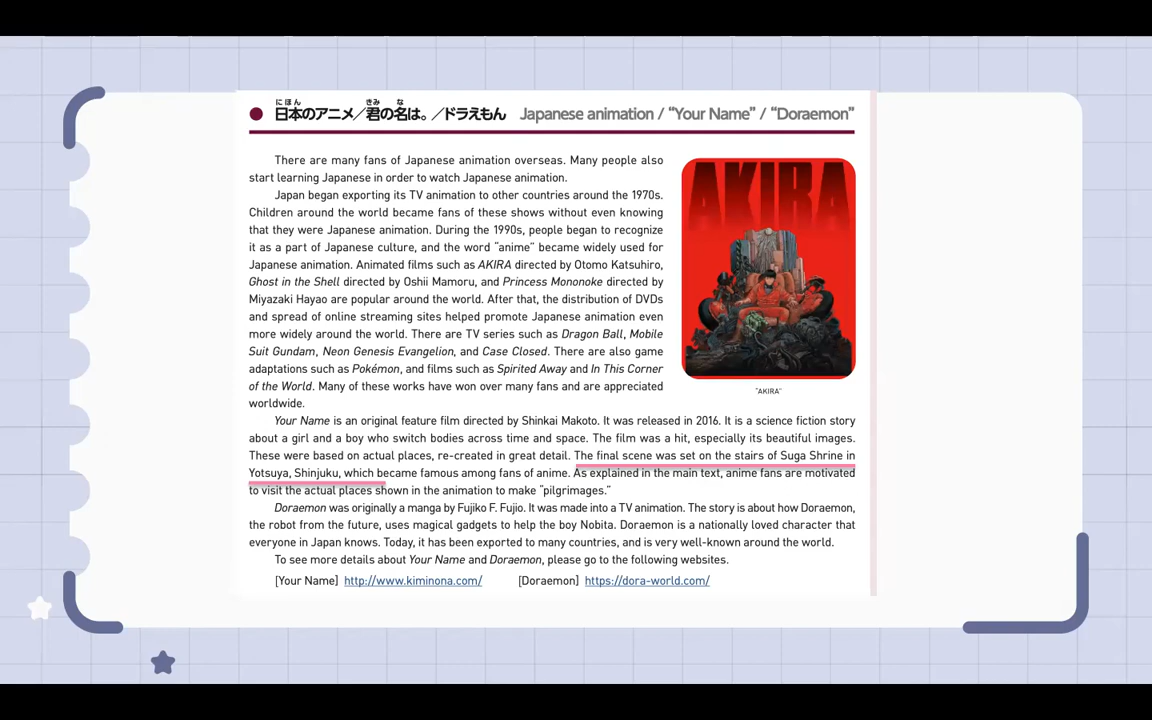 にほん きみ な
日本のアニメ／君の名は。／ドラえもん Japanese animation / “Your Name” / “Doraemon”
There are many fans of Japanese animation overseas. Many people also
start learning Japanese in order to watch Japanese animation.
Japan began exporting its TV animation to other countries around the 1970s.
Children around the world became fans of these shows without even knowing
that they were Japanese animation. During the 1990s, people began to recognize
it as a part of Japanese culture, and the word “anime” became widely used for
Japanese animation. Animated films such as AKIRA directed by Otomo Katsuhiro,
Ghost in the Shell directed by Oshii Mamoru, and Princess Mononoke directed by
Miyazaki Hayao are popular around the world. After that, the distribution of DVDs
and spread of online streaming sites helped promote Japanese animation even
more widely around the world. There are TV series such as Dragon Ball, Mobile
Suit Gundam, Neon Genesis Evangelion, and Case Closed. There are also game
adaptations such as Pokémon, and films such as Spirited Away and In This Corner
of the World. Many of these works have won over many fans and are appreciated
worldwide.
AKIRA
“AKIRA”
Your Name is an original feature film directed by Shinkai Makoto. It was released in 2016. It is a science fiction story
about a girl and a boy who switch bodies across time and space. The film was a hit, especially its beautiful images.
These were based on actual places, re-created in great detail. The final scene was set on the stairs of Suga Shrine in
Yotsuya, Shinjuku, which became famous among fans of anime. As explained in the main text, anime fans are motivated
to visit the actual places shown in the animation to make “pilgrimages.”
Doraemon was originally a manga by Fujiko F. Fujio. It was made into a TV animation. The story is about how Doraemon,
the robot from the future, uses magical gadgets to help the boy Nobita. Doraemon is a nationally loved character that
everyone in Japan knows. Today, it has been exported to many countries, and is very well-known around the world.
To see more details about Your Name and Doraemon, please go to the following websites.
[Your Name] http://www.kiminona.com/ [Doraemon] https://dora-world.com/